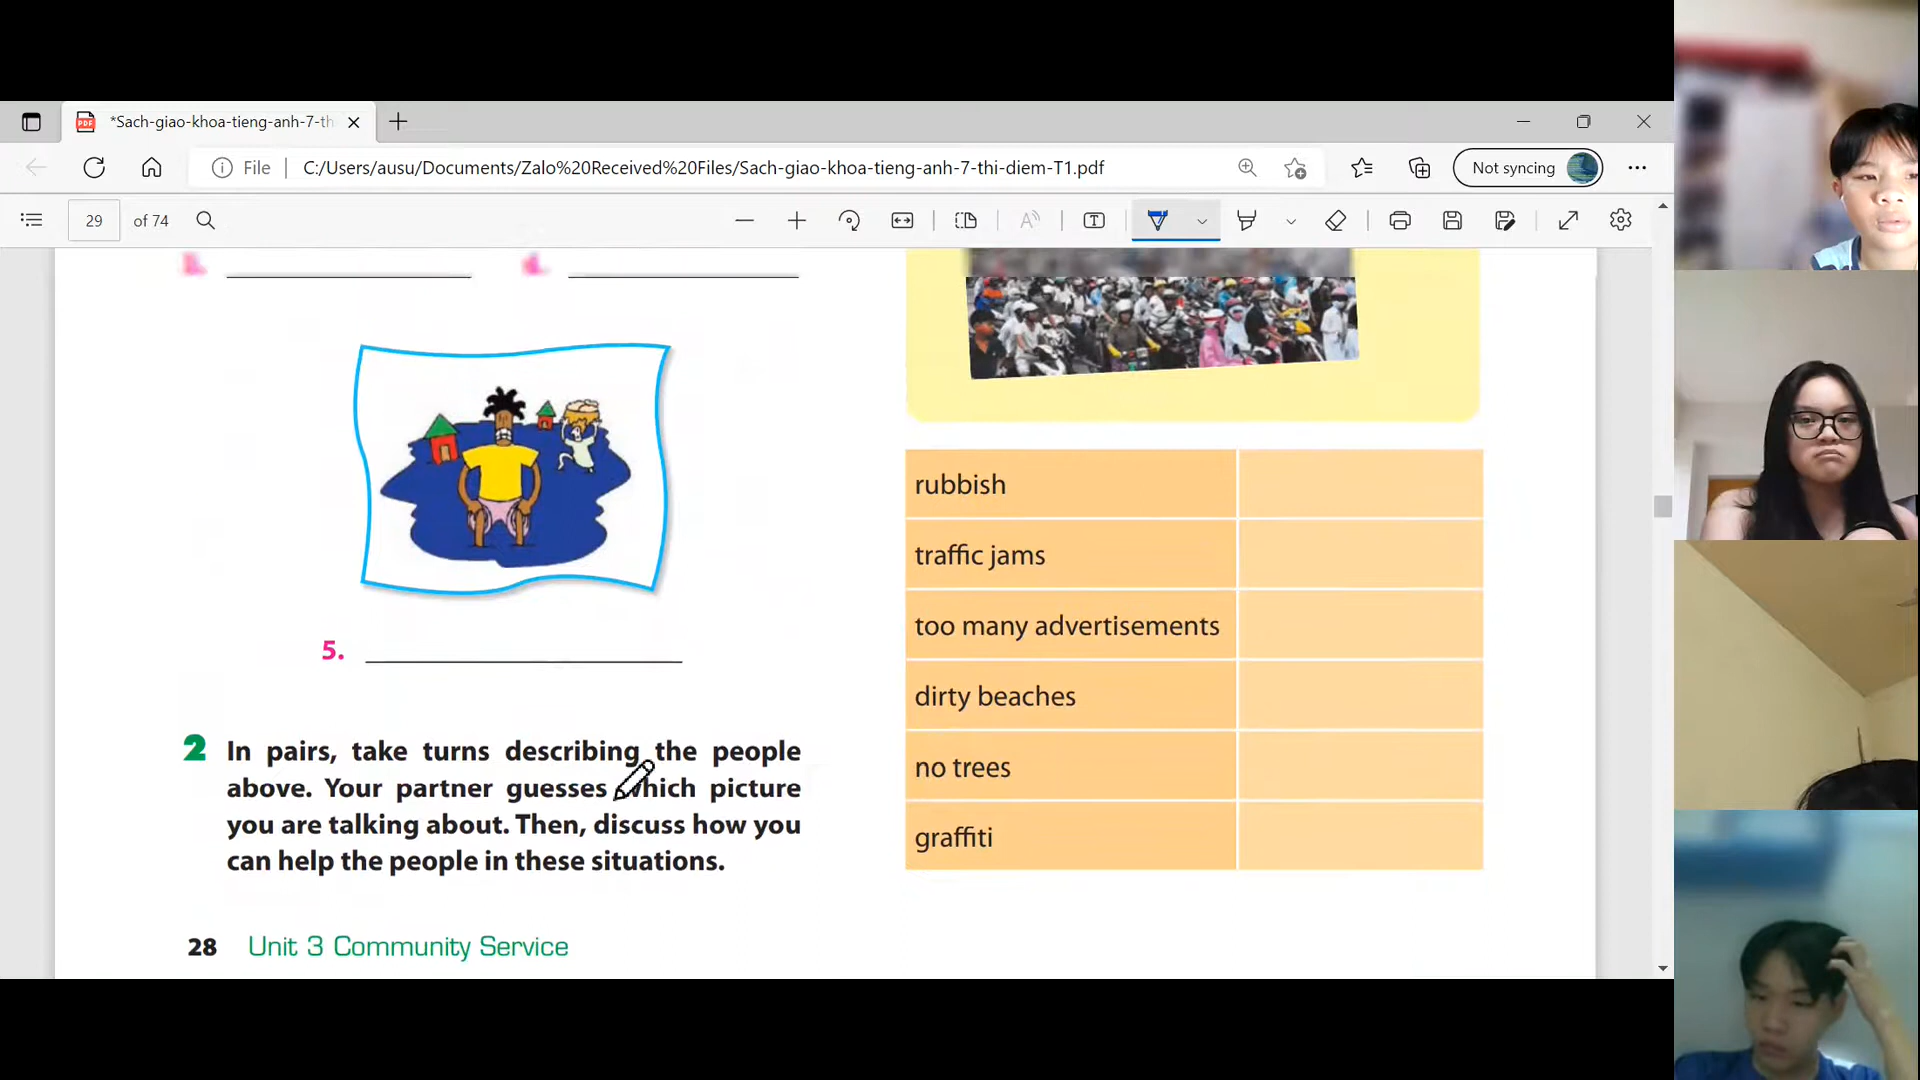 *Sach-giao-khoa-tieng-anh-7-th
File
C:/Users/ausu/Documents/Zalo%20Received%20Files/Sach-giao-khoa-tieng-anh-7-thi-diem-T1.pdf
Not syncing
29 of 74
3.
4.
5.
2 In pairs, take turns describing the people
above. Your partner guesses which picture
you are talking about. Then, discuss how you
can help the people in these situations.
28 Unit 3 Community Service
rubbish
traffic jams
too many advertisements
dirty beaches
no trees
graffiti